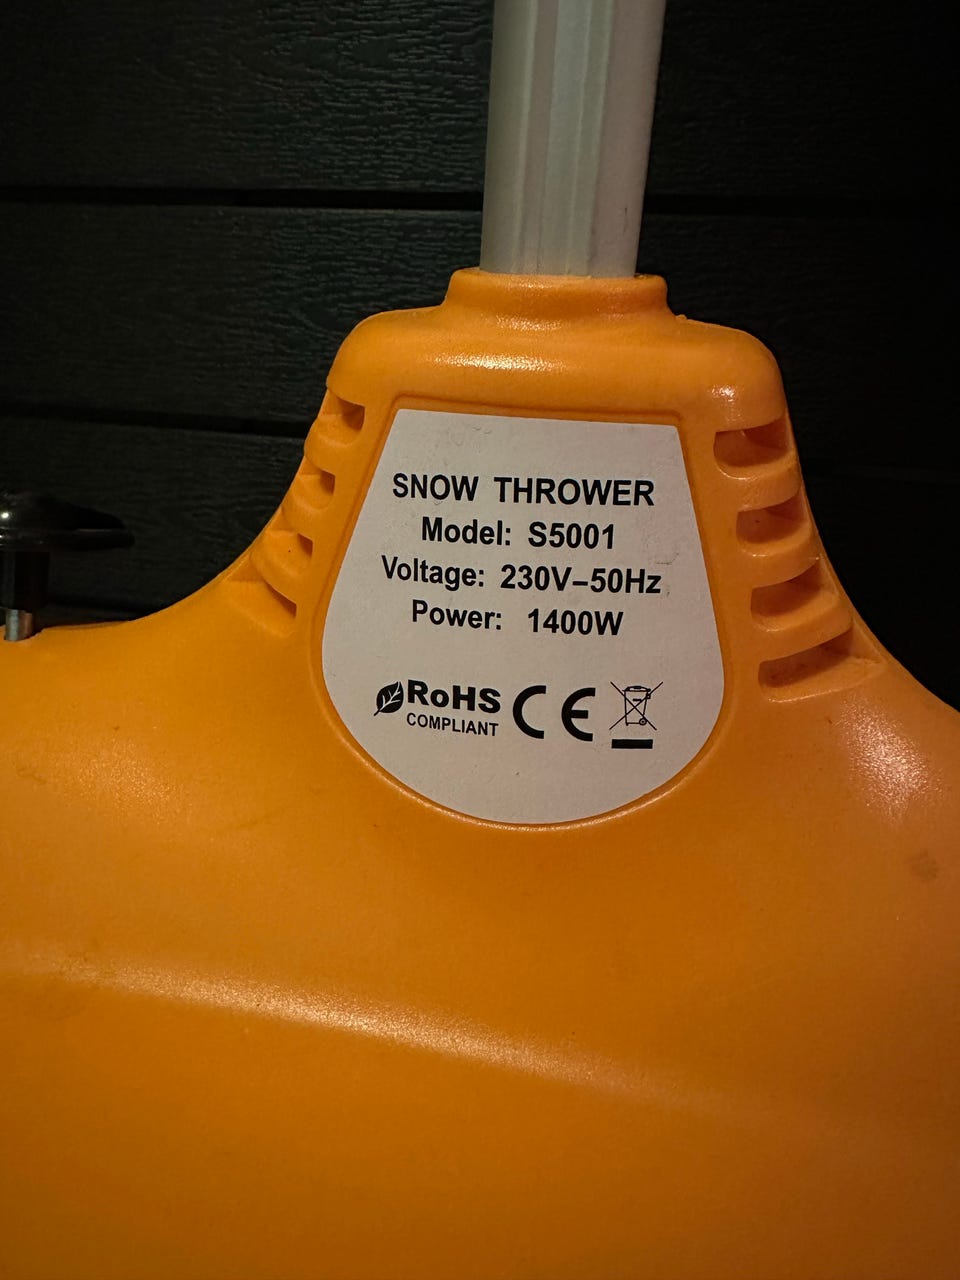 SNOW THROWER
Model: S5001
Voltage: 230V–50Hz
Power: 1400W
RoHS
COMPLIANT
CE